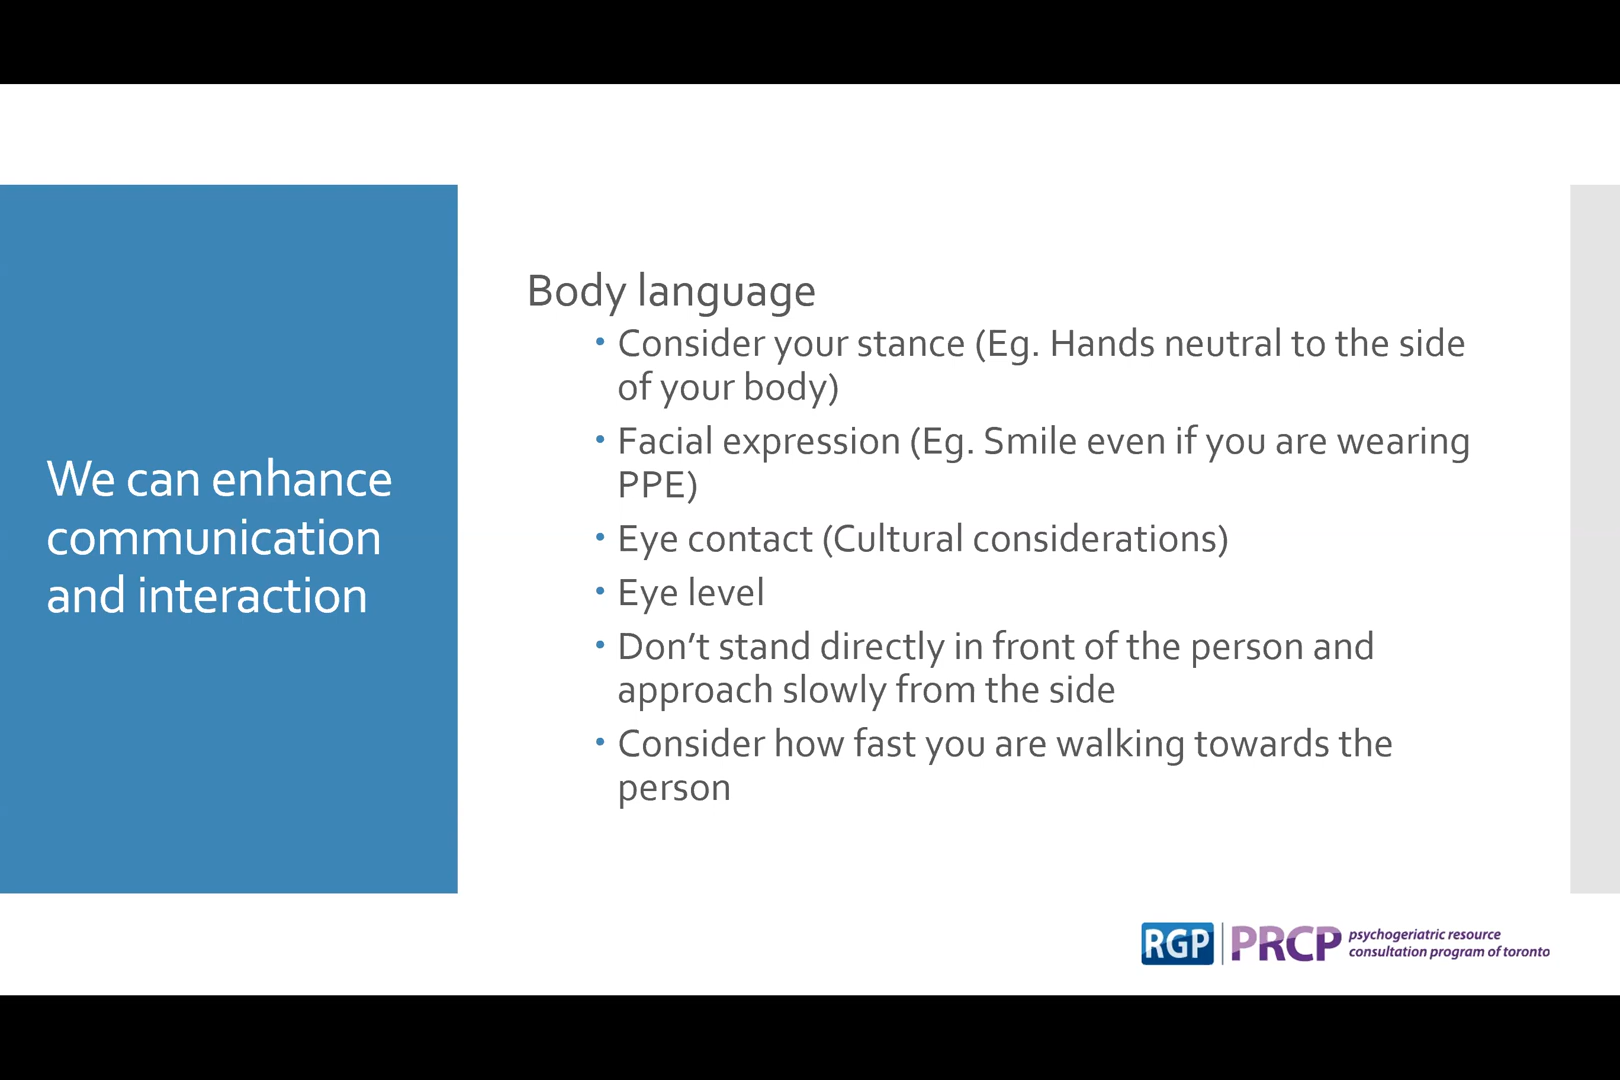 We can enhance
communication
and interaction
Body language
• Consider your stance (Eg. Hands neutral to the side
of your body)
• Facial expression (Eg. Smile even if you are wearing
PPE)
• Eye contact (Cultural considerations)
• Eye level
• Don’t stand directly in front of the person and
approach slowly from the side
• Consider how fast you are walking towards the
person
RGP PRCP psychogeriatric resource
consultation program of toronto